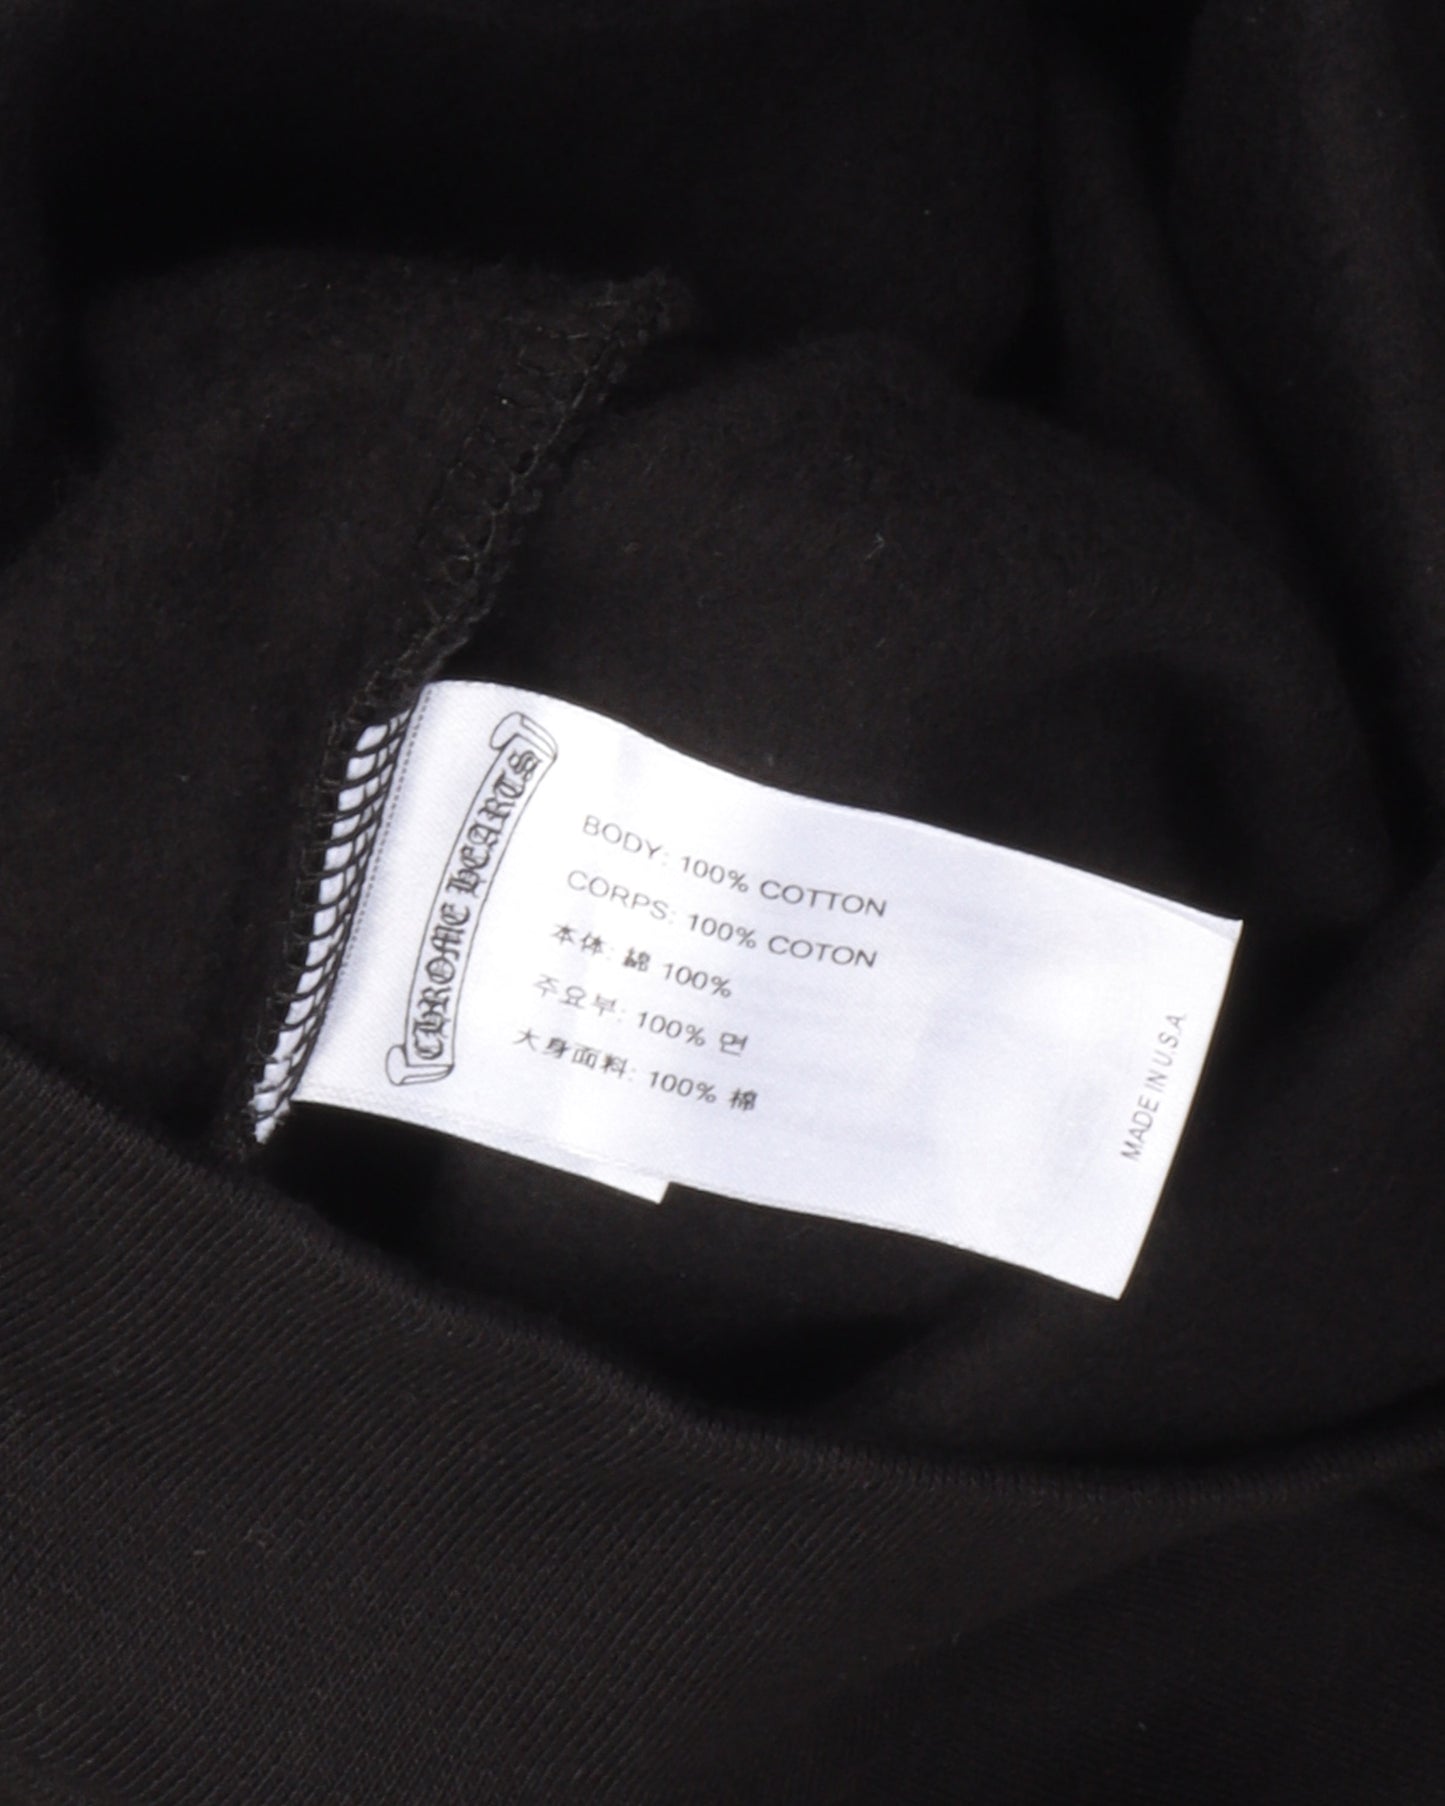 CHROME HEARTS
BODY: 100% COTTON
CORPS: 100% COTON
本体: 綿 100%
주요부: 100% 면
大身面料: 100% 棉
MADE IN U.S.A.